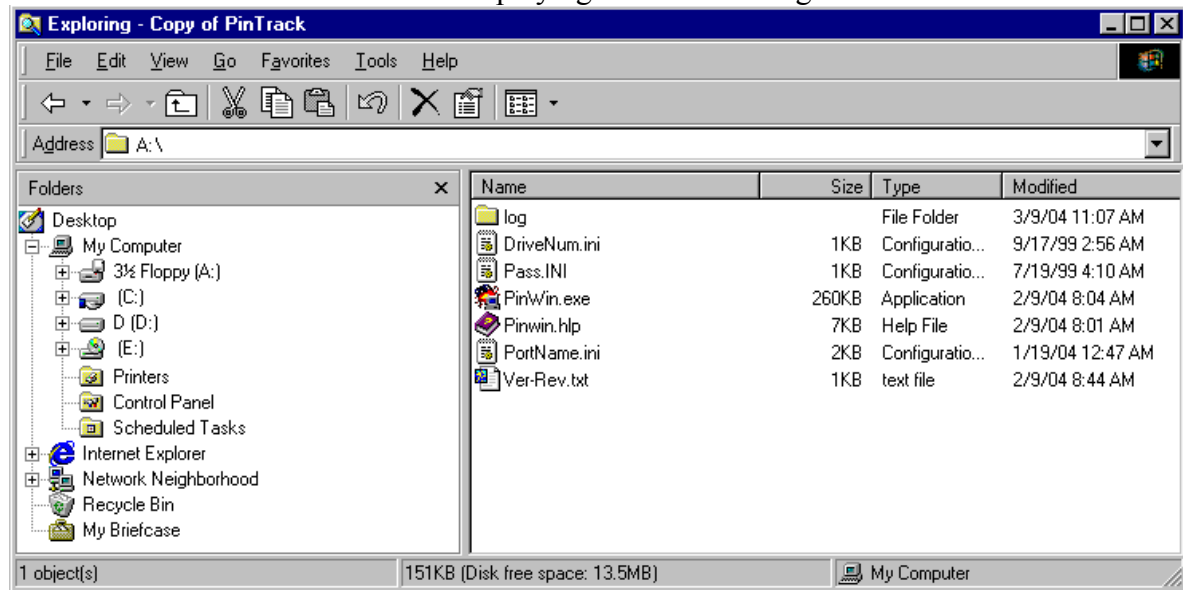 Exploring - Copy of PinTrack
File Edit View Go Favorites Tools Help
Address A:\
Folders
Name Size Type Modified
Desktop
My Computer
3½ Floppy (A:)
(C:)
D (D:)
(E:)
Printers
Control Panel
Scheduled Tasks
Internet Explorer
Network Neighborhood
Recycle Bin
My Briefcase
log File Folder 3/9/04 11:07 AM
DriveNum.ini 1KB Configuratio... 9/17/99 2:56 AM
Pass.INI 1KB Configuratio... 7/19/99 4:10 AM
PinWin.exe 260KB Application 2/9/04 8:04 AM
Pinwin.hlp 7KB Help File 2/9/04 8:01 AM
PortName.ini 2KB Configuratio... 1/19/04 12:47 AM
Ver-Rev.txt 1KB text file 2/9/04 8:44 AM
1 object(s) 151KB (Disk free space: 13.5MB) My Computer